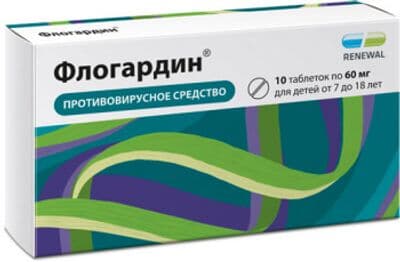 Флогардин®
ПРОТИВОВИРУСНОЕ СРЕДСТВО
RENEWAL
10 таблеток по 60 мг
для детей от 7 до 18 лет